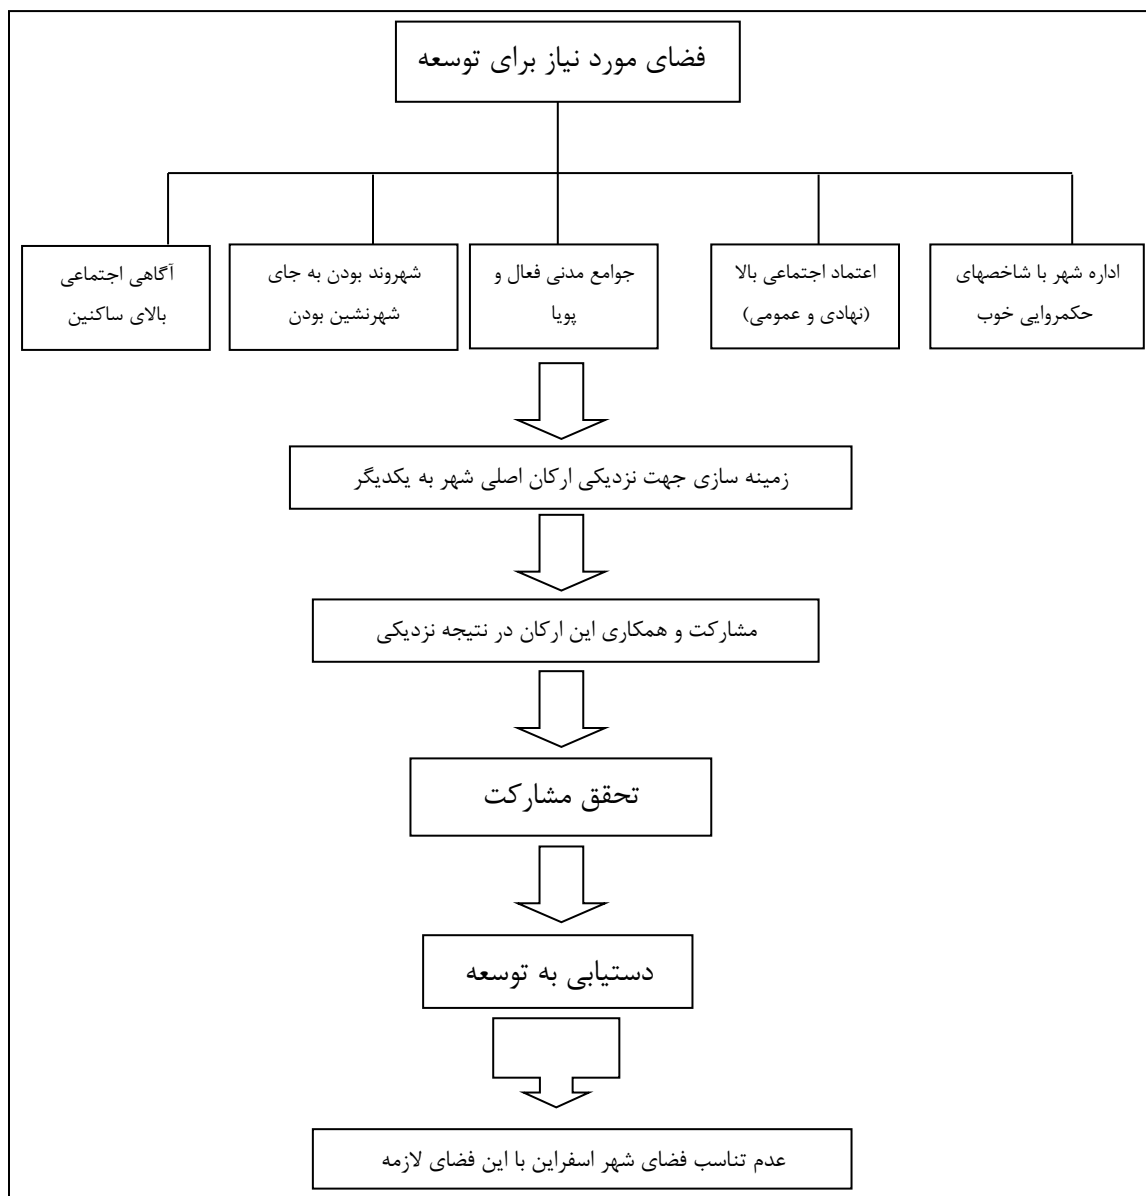 فضای مورد نیاز برای توسعه
اداره شهر با شاخصهای
حکمروایی خوب
اعتماد اجتماعی بالا
(نهادی و عمومی)
جوامع مدنی فعال و
پویا
شهروند بودن به جای
شهرنشین بودن
آگاهی اجتماعی
بالای ساکنین
زمینه سازی جهت نزدیکی ارکان اصلی شهر به یکدیگر
مشارکت و همکاری این ارکان در نتیجه نزدیکی
تحقق مشارکت
دستیابی به توسعه
عدم تناسب فضای شهر اسفراین با این فضای لازمه